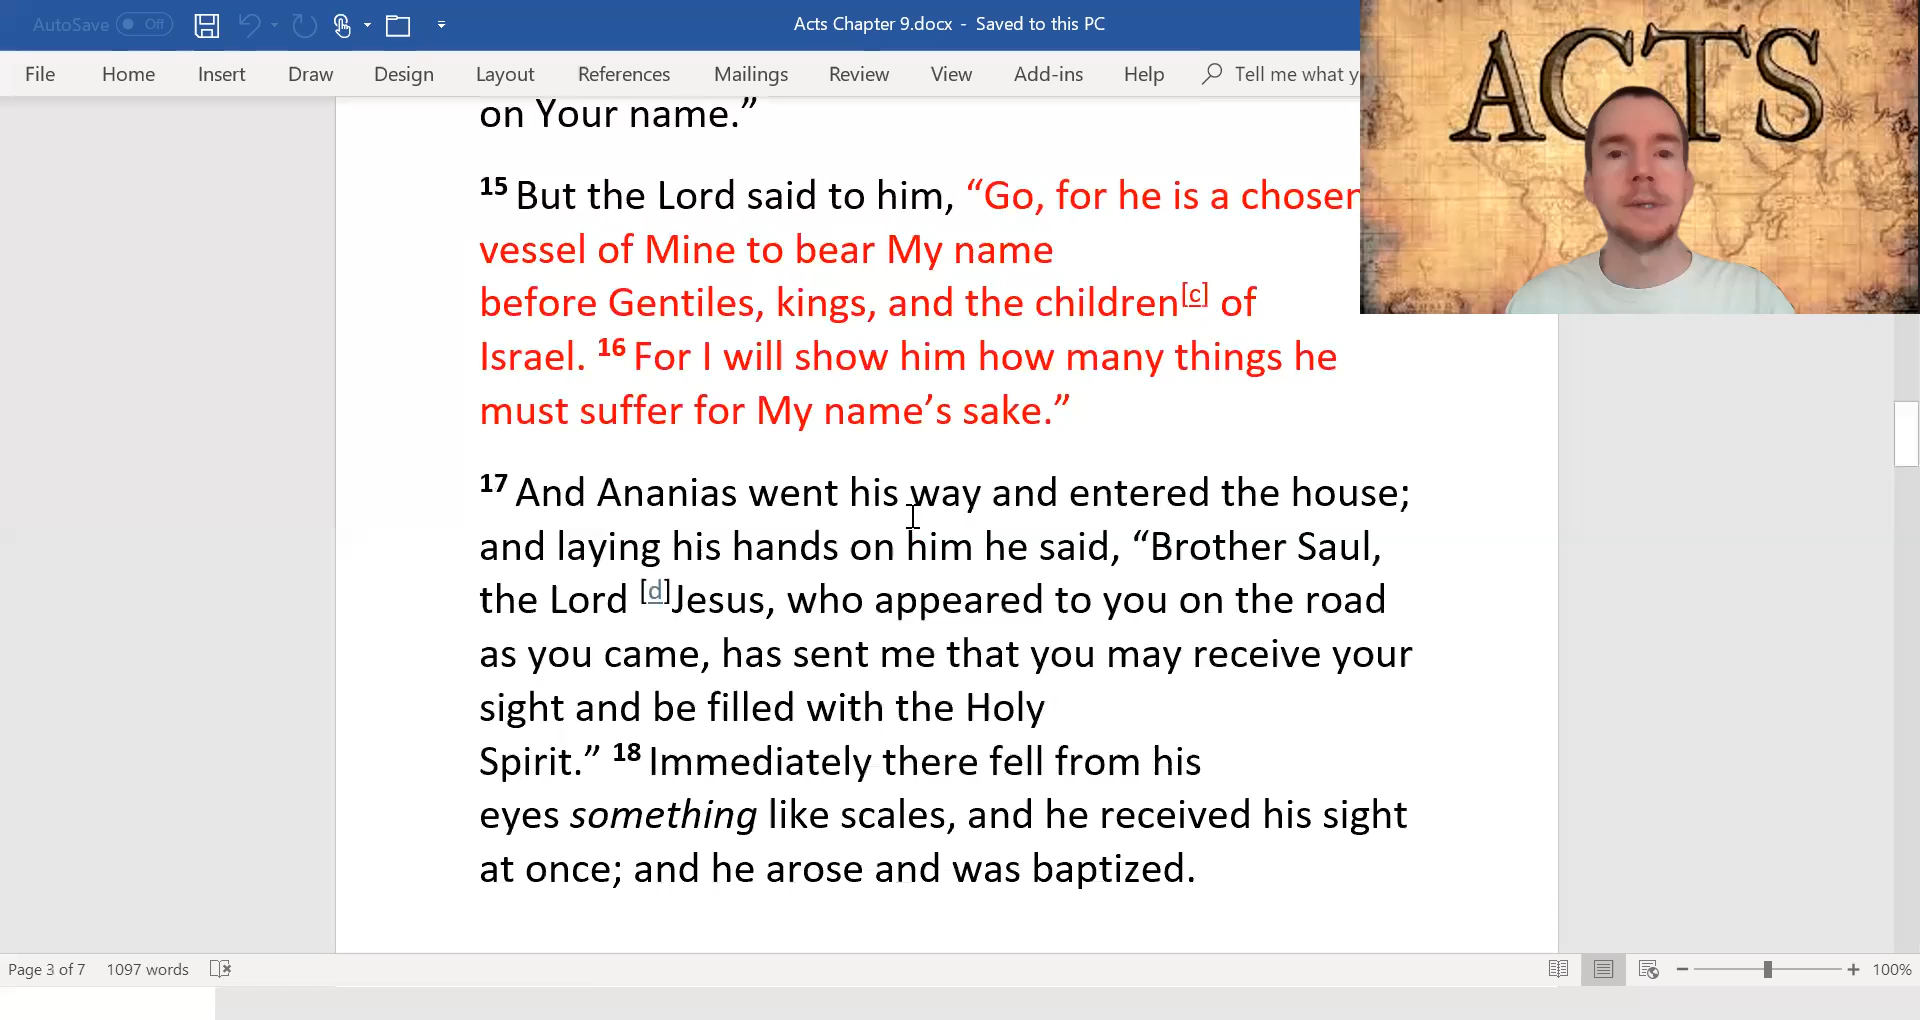 AutoSave Off
Acts Chapter 9.docx - Saved to this PC
File Home Insert Draw Design Layout References Mailings Review View Add-ins Help Tell me what y
ACTS
on Your name.”
15 But the Lord said to him, “Go, for he is a chosen
vessel of Mine to bear My name
before Gentiles, kings, and the children[c] of
Israel. 16 For I will show him how many things he
must suffer for My name’s sake.”
17 And Ananias went his way and entered the house;
and laying his hands on him he said, “Brother Saul,
the Lord [d]Jesus, who appeared to you on the road
as you came, has sent me that you may receive your
sight and be filled with the Holy
Spirit.” 18 Immediately there fell from his
eyes something like scales, and he received his sight
at once; and he arose and was baptized.
Page 3 of 7 1097 words
100%